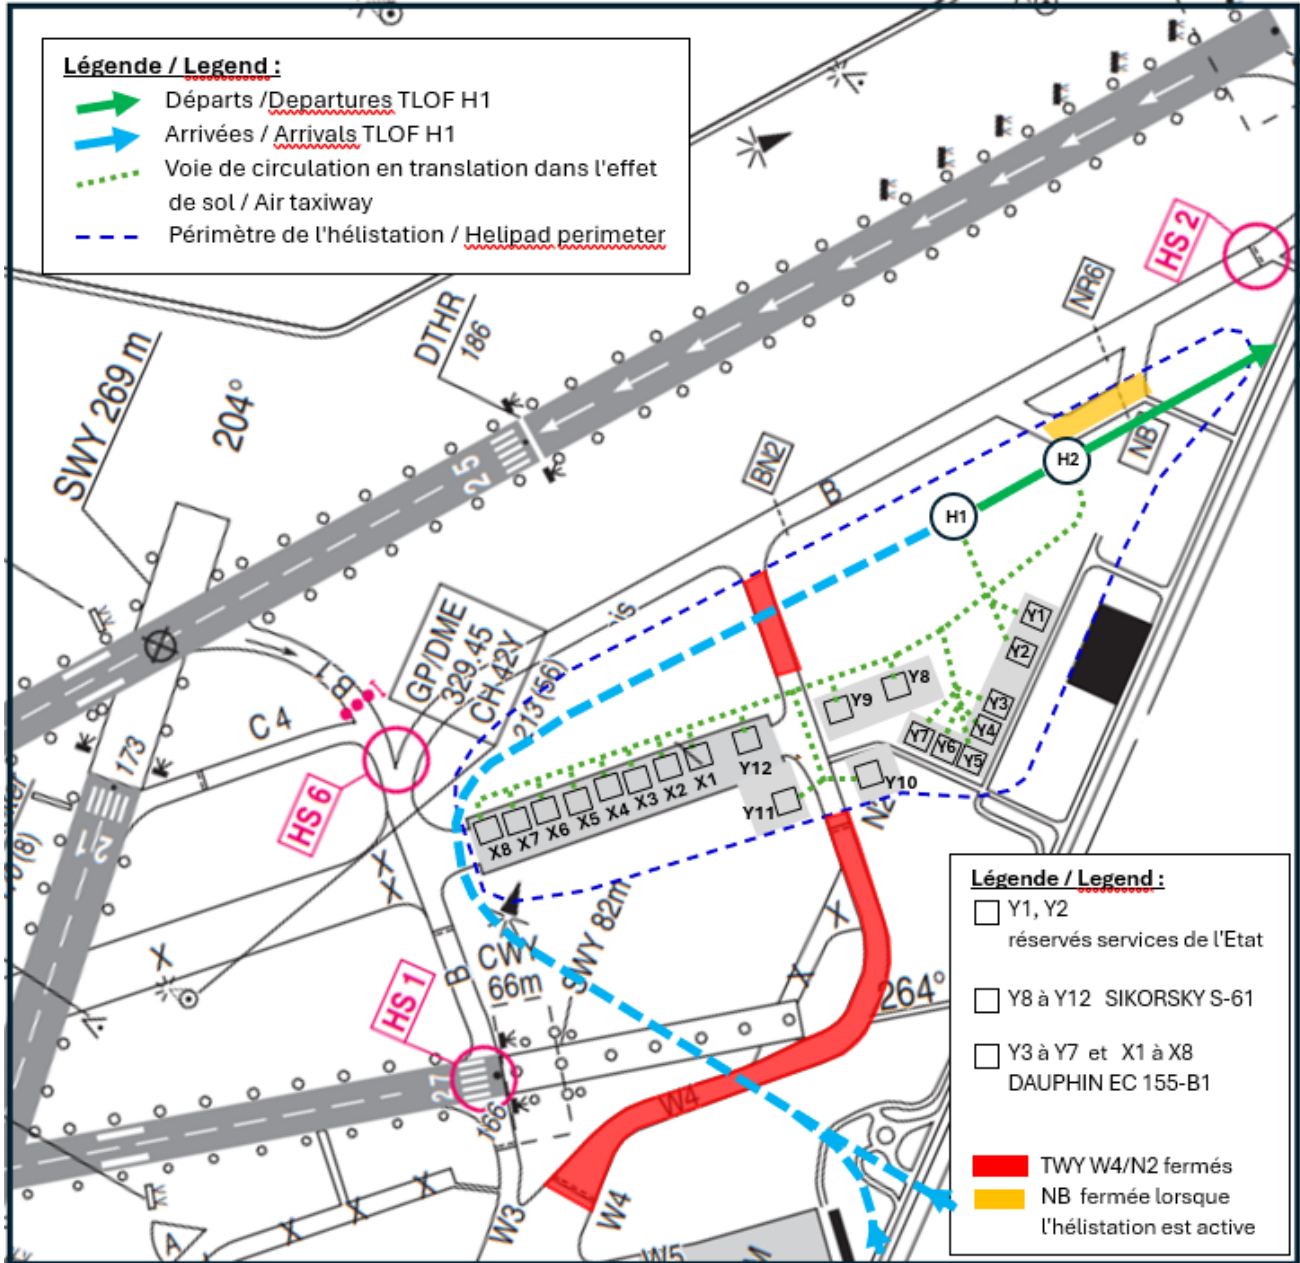 Légende / Legend :
Départs /Departures TLOF H1
Arrivées / Arrivals TLOF H1
Voie de circulation en translation dans l'effet
de sol / Air taxiway
Périmètre de l'hélistation / Helipad perimeter
HS 2
NR6
DTHR
186
SWY 269 m
204°
25
BN2
B
NB
H2
H1
GP/DME
329.45
CH 42Y
213 (56)
is
B1
C4
173
21
HS 6
Y1
Y2
Y3
Y4
Y5
Y6
Y7
Y8
Y9
Y10
Y11
Y12
X1
X2
X3
X4
X5
X6
X7
X8
N2
X
X
X
X
X
CWY
66m
SWY 82m
B
HS 1
27
166
264°
W4
W3
W4
W5
M
X
X
X
A
Légende / Legend :
Y1, Y2
réservés services de l'Etat
Y8 à Y12 SIKORSKY S-61
Y3 à Y7 et X1 à X8
DAUPHIN EC 155-B1
TWY W4/N2 fermés
NB fermée lorsque
l'hélistation est active